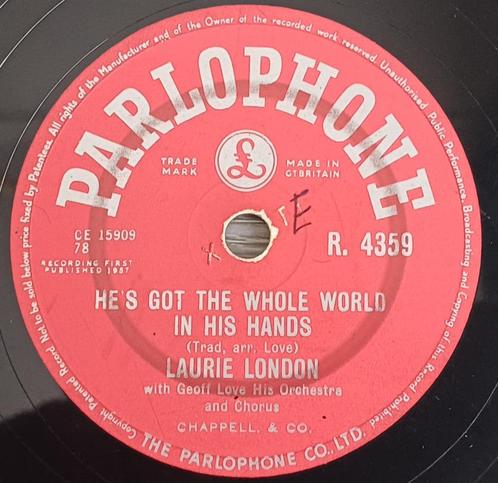 All rights of the Manufacturer and of the Owner of the recorded work reserved. Unauthorised Public Performance, Broadcasting and Copying of this Record Prohibited
PARLOPHONE
TRADE MARK
£
MADE IN GT BRITAIN
CE 15909
78
RECORDING FIRST
PUBLISHED 1957
E
R. 4359
HE'S GOT THE WHOLE WORLD
IN HIS HANDS
(Trad, arr. Love)
LAURIE LONDON
with Geoff Love His Orchestra
and Chorus
CHAPPELL, & CO.
THE PARLOPHONE CO., LTD.
Copyright Patented Record Not to be sold below price fixed by Patentees.